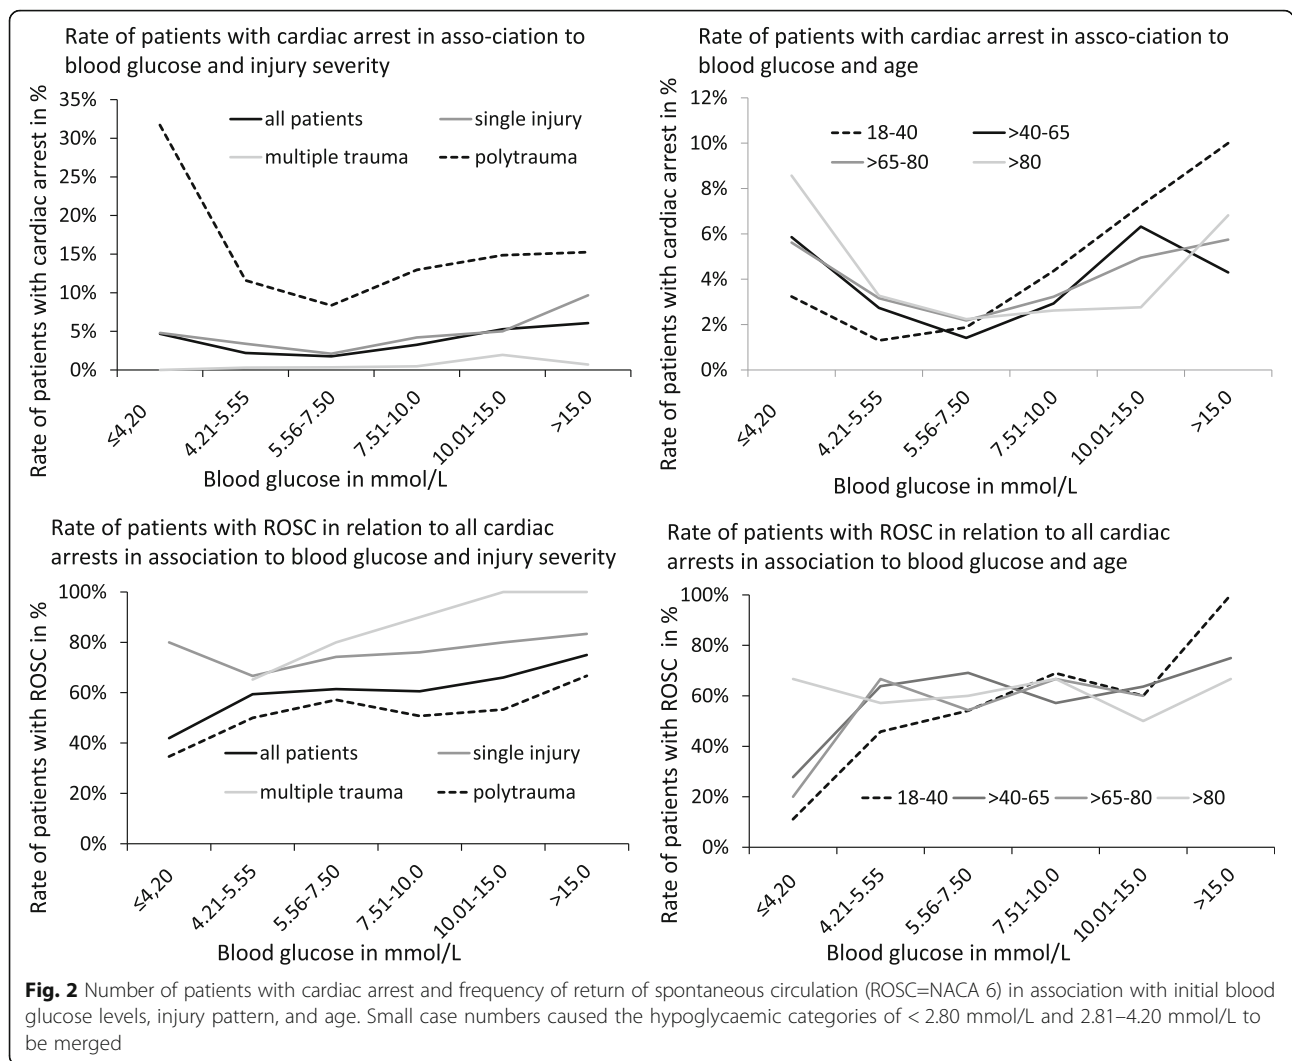 Rate of patients with cardiac arrest in asso-ciation to
blood glucose and injury severity
Rate of patients with cardiac arrest in %
35%
30%
25%
20%
15%
10%
5%
0%
all patients
single injury
multiple trauma
polytrauma
≤4,20
4.21-5.55
5.56-7.50
7.51-10.0
10.01-15.0
>15.0
Blood glucose in mmol/L
Rate of patients with cardiac arrest in assco-ciation to
blood glucose and age
Rate of patients with cardiac arrest in %
12%
10%
8%
6%
4%
2%
0%
18-40
>40-65
>65-80
>80
≤4,20
4.21-5.55
5.56-7.50
7.51-10.0
10.01-15.0
>15.0
Blood glucose in mmol/L
Rate of patients with ROSC in relation to all cardiac
arrests in association to blood glucose and injury severity
Rate of patients with ROSC in %
100%
80%
60%
40%
20%
0%
all patients
single injury
multiple trauma
polytrauma
≤4,20
4.21-5.55
5.56-7.50
7.51-10.0
10.01-15.0
>15.0
Blood glucose in mmol/L
Rate of patients with ROSC in relation to all cardiac
arrests in association to blood glucose and age
Rate of patients with ROSC in %
100%
80%
60%
40%
20%
0%
18-40
>40-65
>65-80
>80
≤4,20
4.21-5.55
5.56-7.50
7.51-10.0
10.01-15.0
>15.0
Blood glucose in mmol/L
Fig. 2 Number of patients with cardiac arrest and frequency of return of spontaneous circulation (ROSC=NACA 6) in association with initial blood
glucose levels, injury pattern, and age. Small case numbers caused the hypoglycaemic categories of < 2.80 mmol/L and 2.81–4.20 mmol/L to
be merged